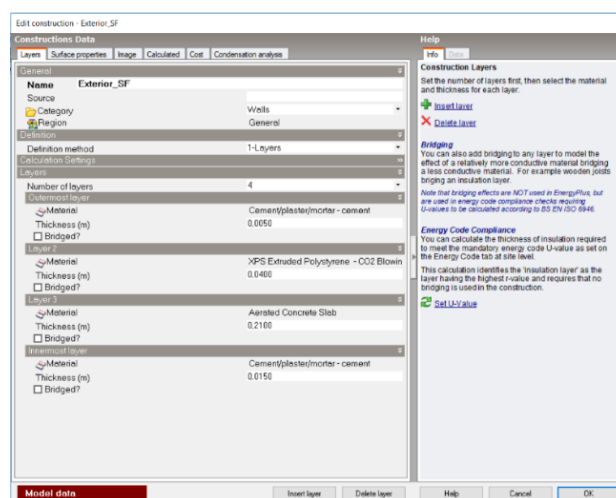 Edit construction - Exterior_SF
Constructions Data
Layers Surface properties Image Calculated Cost Condensation analysis
General
Name Exterior_SF
Source
Category Walls
Region General
Definition
Definition method 1-Layers
Calculation Settings
Layers
Number of layers 4
Outermost layer
Material Cement/plaster/mortar - cement
Thickness (m) 0.0050
Bridged?
Layer 2
Material XPS Extruded Polystyrene - CO2 Blowin
Thickness (m) 0.0400
Bridged?
Layer 3
Material Aerated Concrete Slab
Thickness (m) 0.2100
Bridged?
Innermost layer
Material Cement/plaster/mortar - cement
Thickness (m) 0.0150
Bridged?
Model data
Insert layer Delete layer
Help
Info Data
Construction Layers
Set the number of layers first, then select the material
and thickness for each layer.
Insert layer
Delete layer
Bridging
You can also add bridging to any layer to model the
effect of a relatively more conductive material bridging
a less conductive material. For example wooden joists
briging an insulation layer.
Note that bridging effects are NOT used in EnergyPlus, but
are used in energy code compliance checks requiring
U-values to be calculated according to BS EN ISO 6946.
Energy Code Compliance
You can calculate the thickness of insulation required
to meet the mandatory energy code U-value as set on
the Energy Code tab at site level.
This calculation identifies the 'insulation layer' as the
layer having the highest r-value and requires that no
bridging is used in the construction.
Set U-Value
Help Cancel OK